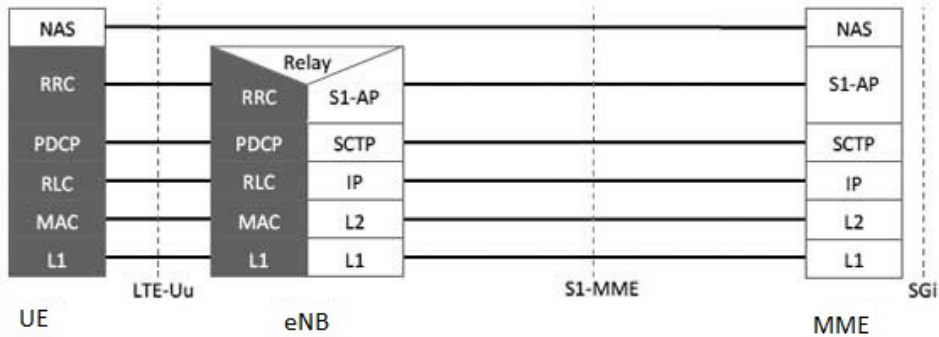 NAS NAS
Relay
RRC RRC S1-AP S1-AP
PDCP PDCP SCTP SCTP
RLC RLC IP IP
MAC MAC L2 L2
L1 L1 L1 L1
LTE-Uu S1-MME SGi
UE eNB MME